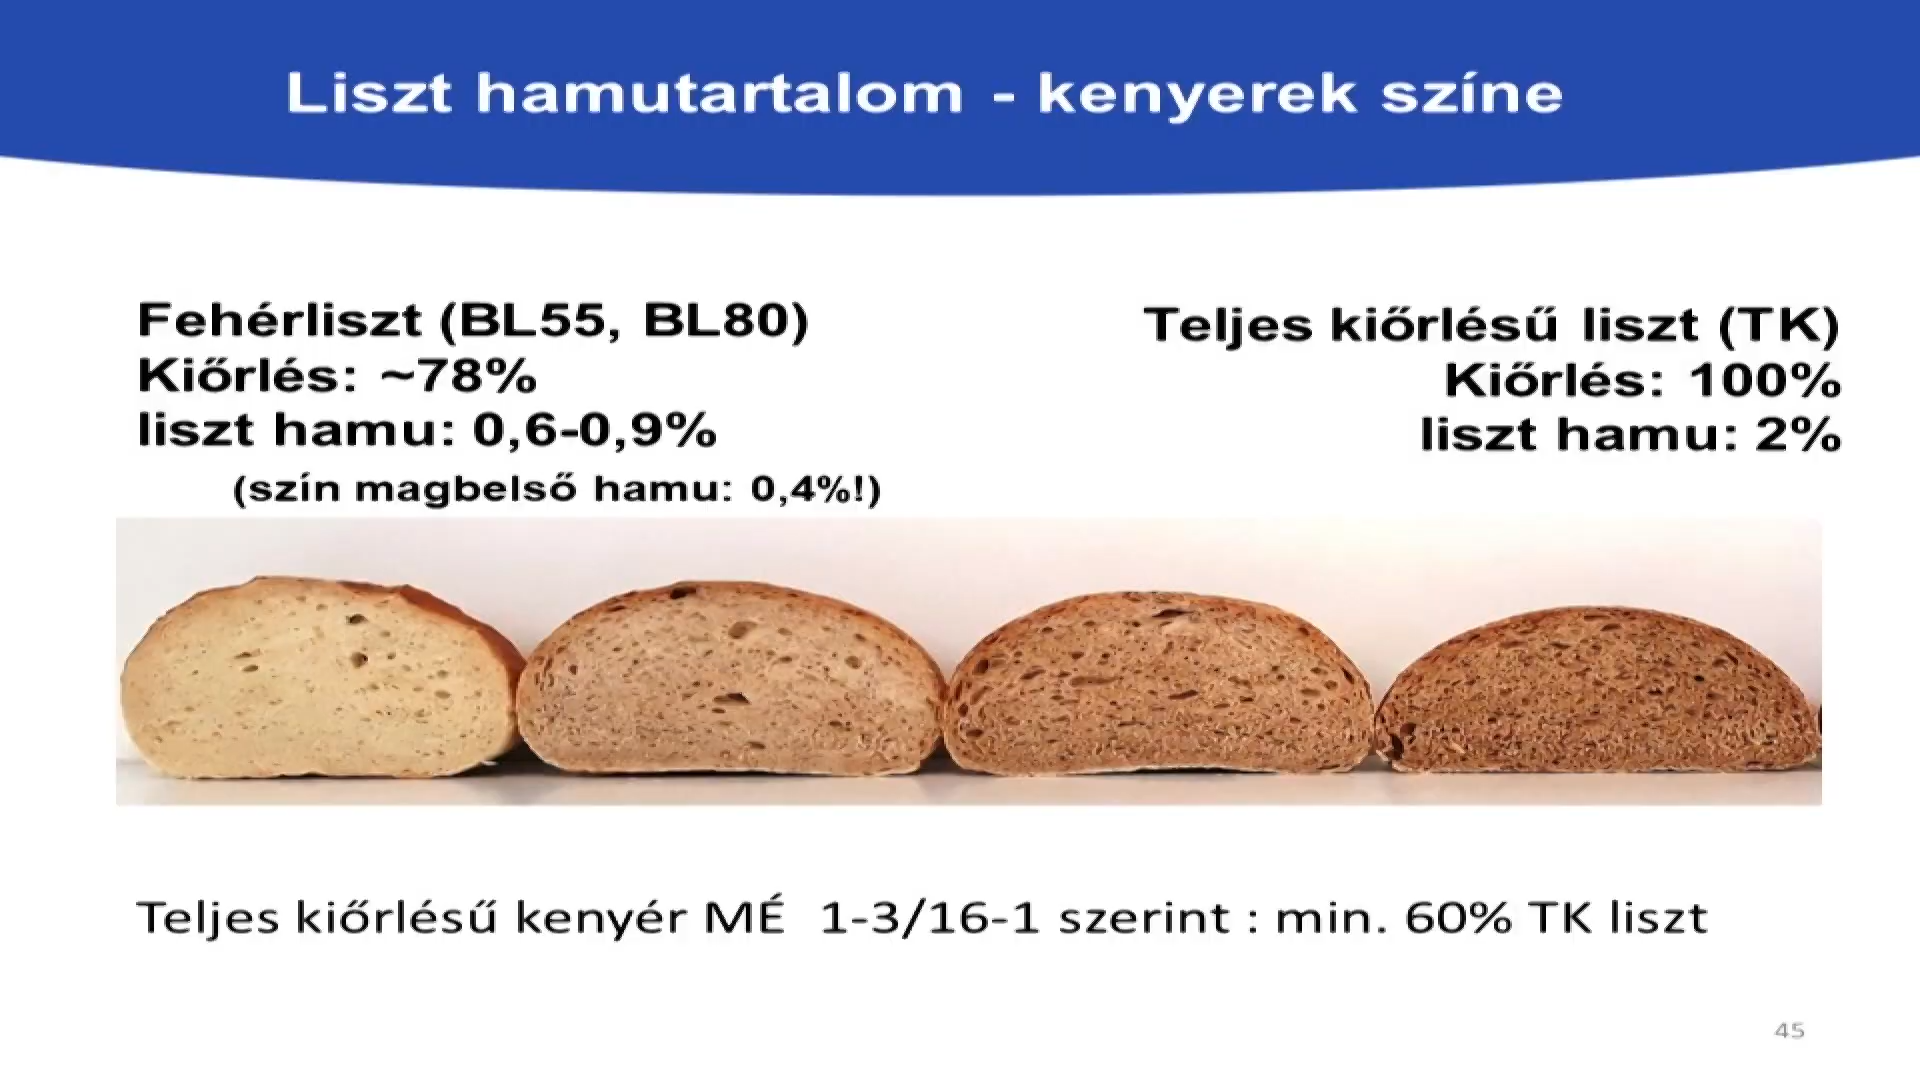 Liszt hamutartalom - kenyerek színe
Fehérliszt (BL55, BL80)
Kiőrlés: ~78%
liszt hamu: 0,6-0,9%
(szín magbelső hamu: 0,4%!)
Teljes kiőrlésű liszt (TK)
Kiőrlés: 100%
liszt hamu: 2%
Teljes kiőrlésű kenyér MÉ  1-3/16-1 szerint : min. 60% TK liszt
45